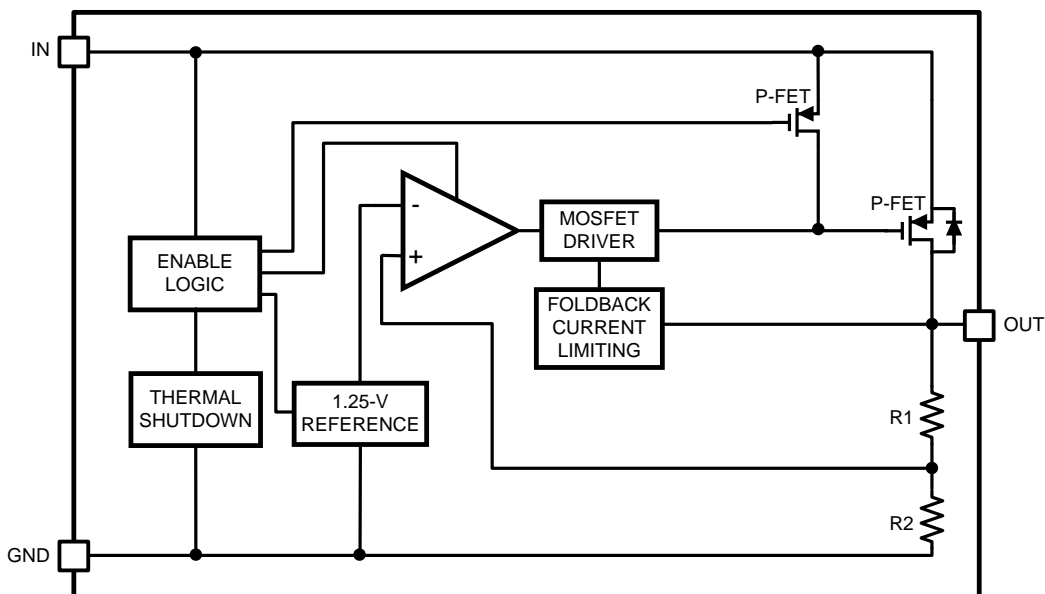 IN
P-FET
P-FET
-
+
MOSFET
DRIVER
ENABLE
LOGIC
FOLDBACK
CURRENT
LIMITING
OUT
THERMAL
SHUTDOWN
1.25-V
REFERENCE
R1
R2
GND